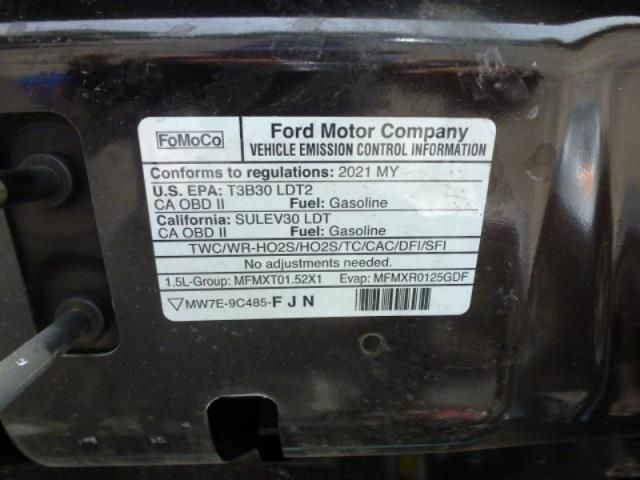 FoMoCo
Ford Motor Company
VEHICLE EMISSION CONTROL INFORMATION
Conforms to regulations: 2021 MY
U.S. EPA: T3B30 LDT2
CA OBD II Fuel: Gasoline
California: SULEV30 LDT
CA OBD II Fuel: Gasoline
TWC/WR-HO2S/HO2S/TC/CAC/DFI/SFI
No adjustments needed.
1.5L-Group: MFMXT01.52X1 Evap: MFMXR0125GDF
MW7E-9C485-F J N